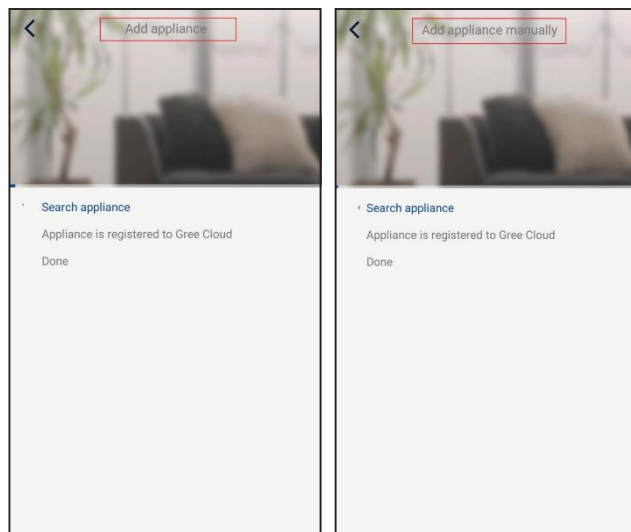 Add appliance
Search appliance
Appliance is registered to Gree Cloud
Done
Add appliance manually
Search appliance
Appliance is registered to Gree Cloud
Done